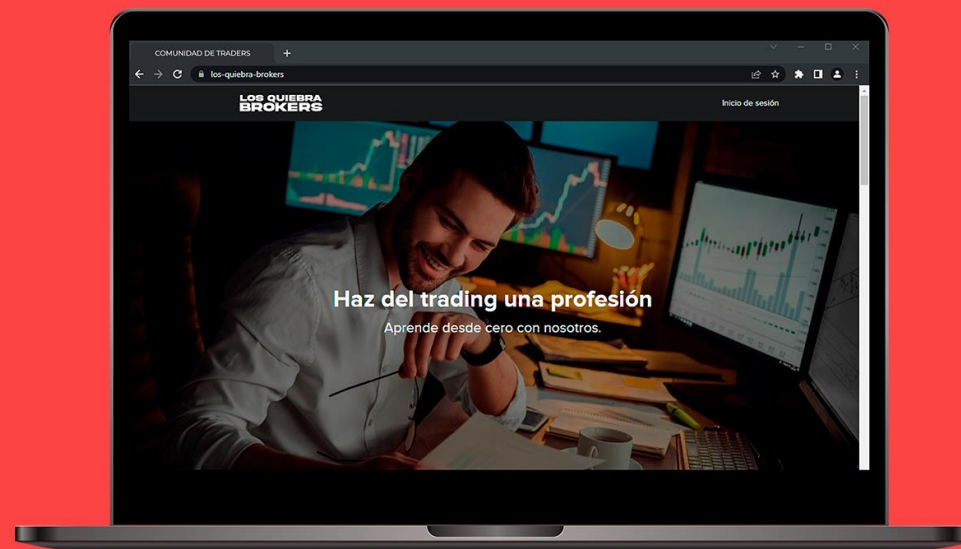 COMUNIDAD DE TRADERS
los-quiebra-brokers
LOS QUIEBRA
BROKERS
Inicio de sesión
Haz del trading una profesión
Aprende desde cero con nosotros.